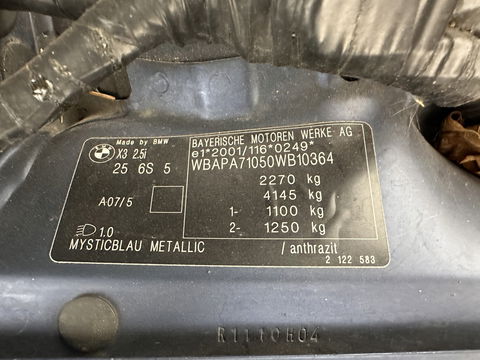 Made by BMW
X3 2.5i
25 6S 5
A07/5
1.0
MYSTICBLAU METALLIC
BAYERISCHE MOTOREN WERKE AG
e1*2001/116*0249*
WBAPA71050WB10364
2270 kg
4145 kg
1- 1100 kg
2- 1250 kg
/ anthrazit
2 122 583